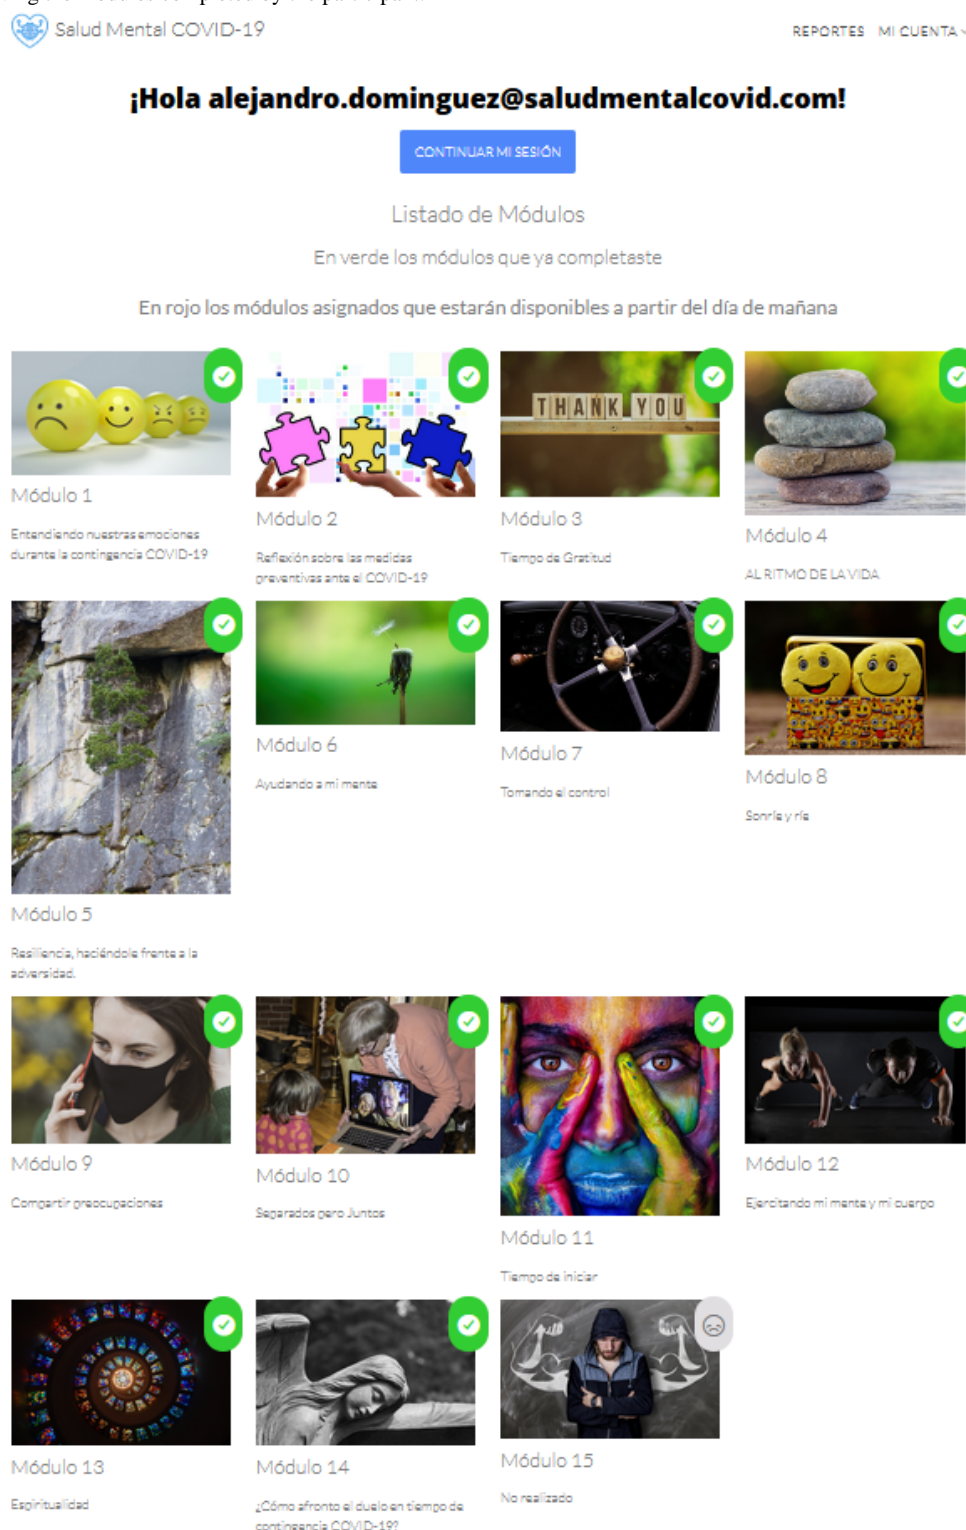 Salud Mental COVID-19
REPORTES MI CUENTA
¡Hola alejandro.dominguez@saludmentalcovid.com!
CONTINUAR MI SESIÓN
Listado de Módulos
En verde los módulos que ya completaste
En rojo los módulos asignados que estarán disponibles a partir del día de mañana
THANK YOU
Módulo 1
Entendiendo nuestras emociones
durante la contingencia COVID-19
Módulo 2
Reflexión sobre las medidas
preventivas ante el COVID-19
Módulo 3
Tiempo de Gratitud
Módulo 4
AL RITMO DE LA VIDA
Módulo 5
Resiliencia, haciéndole frente a la
adversidad.
Módulo 6
Ayudando a mi mente
Módulo 7
Tomando el control
Módulo 8
Sonríe y ríe
Módulo 9
Compartir preocupaciones
Módulo 10
Separados pero Juntos
Módulo 11
Tiempo de iniciar
Módulo 12
Ejercitando mi mente y mi cuerpo
Módulo 13
Espiritualidad
Módulo 14
¿Cómo afronto el duelo en tiempo de
contingencia COVID-19?
Módulo 15
No realizado